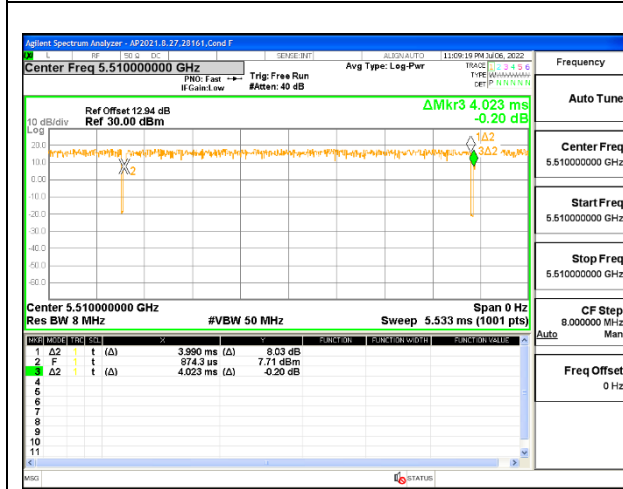 Agilent Spectrum Analyzer - AP2021.8.27,28161,Cond F
L RF 50 Ω DC SENSE:INT ALIGNAUTO 11:09:19 PM Jul 06, 2022
Center Freq 5.510000000 GHz Avg Type: Log-Pwr TRACE 1 2 3 4 5 6
PNO: Fast Trig: Free Run TYPE WWWWWW
IFGain:Low #Atten: 40 dB DET P N N N N N
Frequency
Auto Tune
Center Freq
5.510000000 GHz
Start Freq
5.510000000 GHz
Stop Freq
5.510000000 GHz
CF Step
8.000000 MHz
Auto Man
Freq Offset
0 Hz
ΔMkr3 4.023 ms
-0.20 dB
Ref Offset 12.94 dB
10 dB/div Ref 30.00 dBm
Log
20.0
10.0
0.00
-10.0
-20.0
-30.0
-40.0
-50.0
-60.0
1Δ2
3Δ2
2
Center 5.510000000 GHz Span 0 Hz
Res BW 8 MHz #VBW 50 MHz Sweep 5.533 ms (1001 pts)
MKR MODE TRC SCL X Y FUNCTION FUNCTION WIDTH FUNCTION VALUE
1 Δ2 1 t (Δ) 3.990 ms (Δ) 8.03 dB
2 F 1 t 874.3 us 7.71 dBm
3 Δ2 1 t (Δ) 4.023 ms (Δ) -0.20 dB
4
5
6
7
8
9
10
11
MSG STATUS